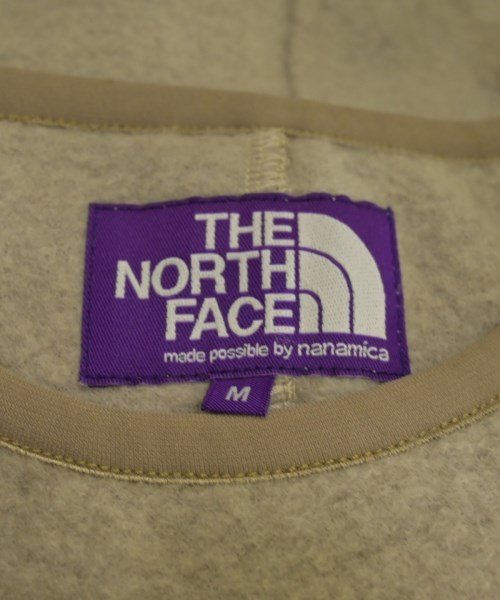 THE
NORTH
FACE
made possible by nanamica
M